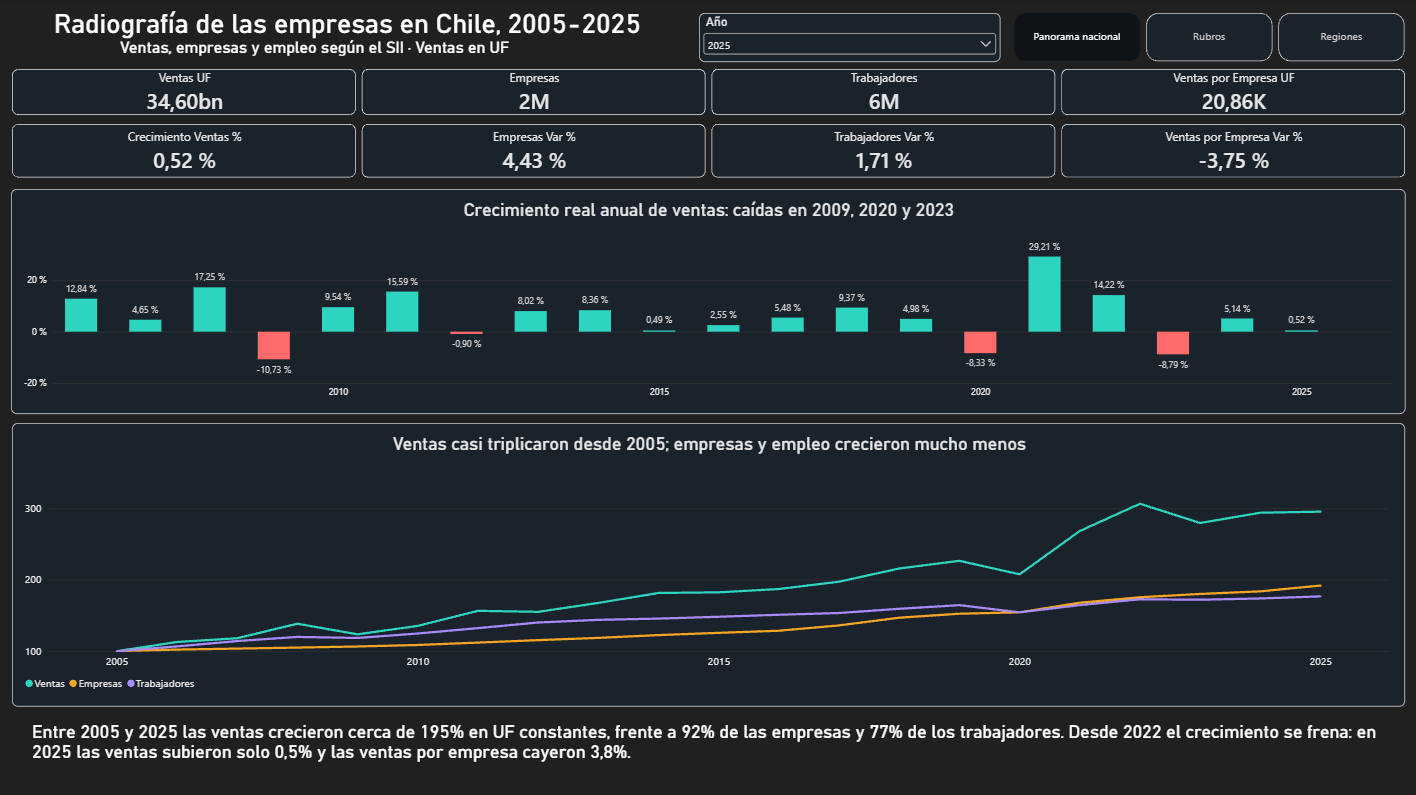 Radiografía de las empresas en Chile, 2005-2025
Ventas, empresas y empleo según el SII · Ventas en UF
Año
2025
Panorama nacional
Rubros
Regiones
Ventas UF
34,60bn
Empresas
2M
Trabajadores
6M
Ventas por Empresa UF
20,86K
Crecimiento Ventas %
0,52 %
Empresas Var %
4,43 %
Trabajadores Var %
1,71 %
Ventas por Empresa Var %
-3,75 %
Crecimiento real anual de ventas: caídas en 2009, 2020 y 2023
20 %
0 %
-20 %
12,84 %
4,65 %
17,25 %
-10,73 %
9,54 %
15,59 %
-0,90 %
8,02 %
8,36 %
0,49 %
2,55 %
5,48 %
9,37 %
4,98 %
-8,33 %
29,21 %
14,22 %
-8,79 %
5,14 %
0,52 %
2010
2015
2020
2025
Ventas casi triplicaron desde 2005; empresas y empleo crecieron mucho menos
300
200
100
2005
2010
2015
2020
2025
Ventas
Empresas
Trabajadores
Entre 2005 y 2025 las ventas crecieron cerca de 195% en UF constantes, frente a 92% de las empresas y 77% de los trabajadores. Desde 2022 el crecimiento se frena: en
2025 las ventas subieron solo 0,5% y las ventas por empresa cayeron 3,8%.